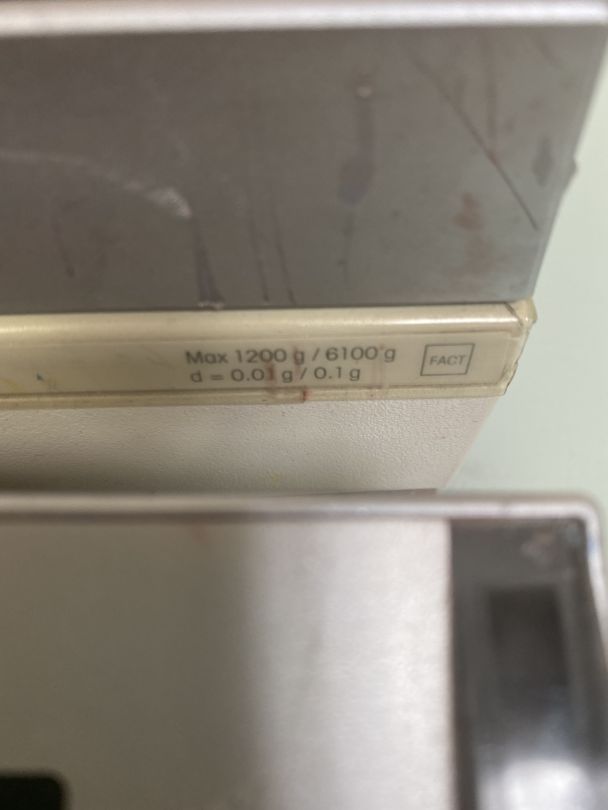 Max 1200 g / 6100 g
d = 0.01 g / 0.1 g
FACT